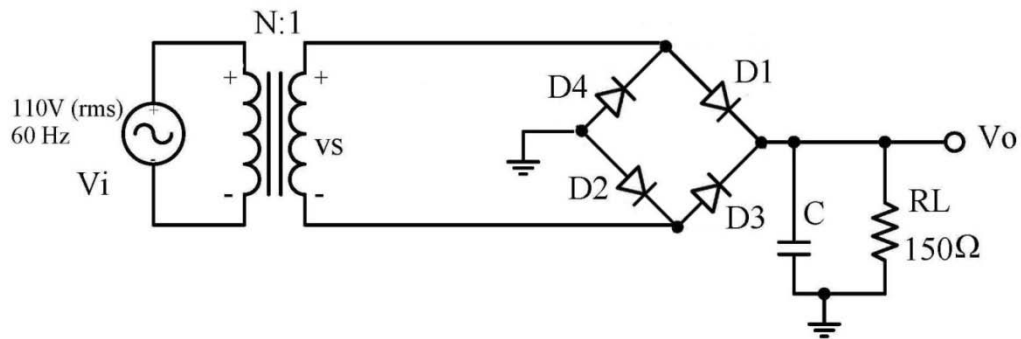 N:1
110V (rms)
60 Hz
Vi
+
-
+
-
+
vs
-
D4
D1
D2
D3
C
RL
150Ω
Vo